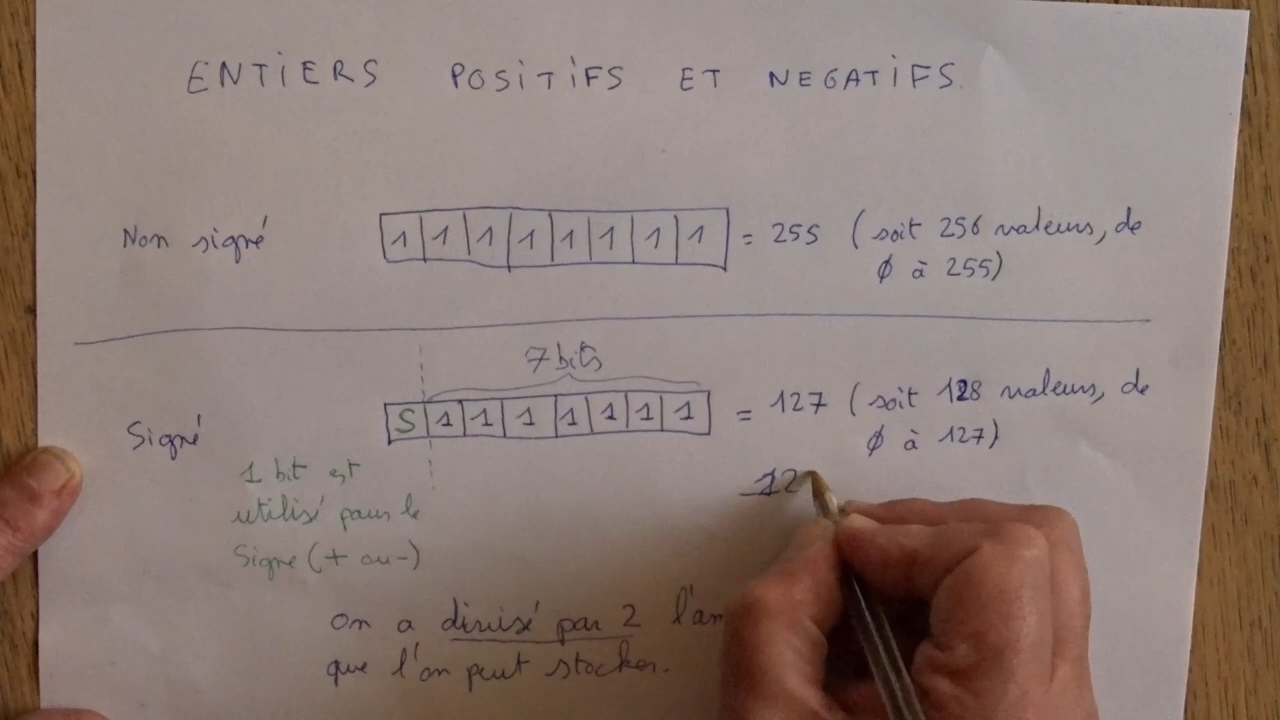 ENTIERS POSITIFS ET NEGATIFS.
Non signé 1 1 1 1 1 1 1 1 = 255 (soit 256 valeurs, de
Ø à 255)
7 bits
Signé S 1 1 1 1 1 1 1 = 127 (soit 128 valeurs, de
Ø à 127)
1 bit est
utilisé pour le
Signe (+ ou -)
-12
On a divisé par 2
que l'on peut stocker.